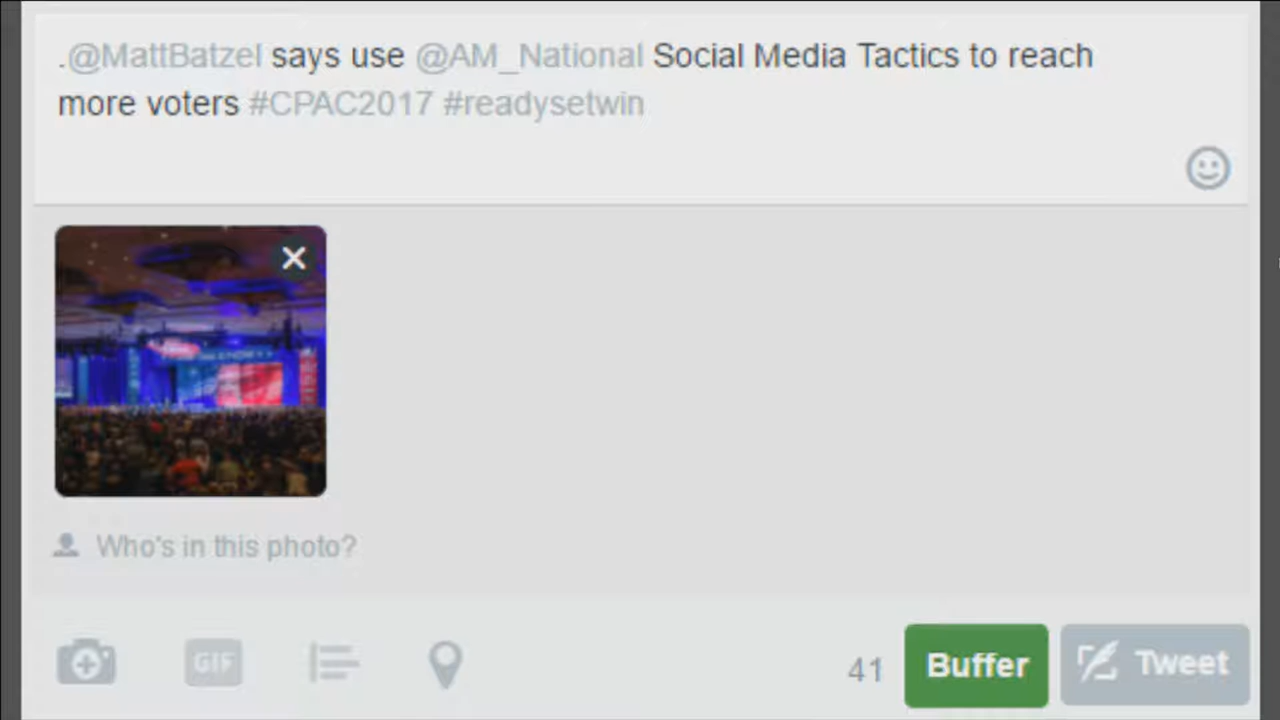 .@MattBatzel says use @AM_National Social Media Tactics to reach
more voters #CPAC2017 #readysetwin
Who's in this photo?
GIF
41
Buffer
Tweet